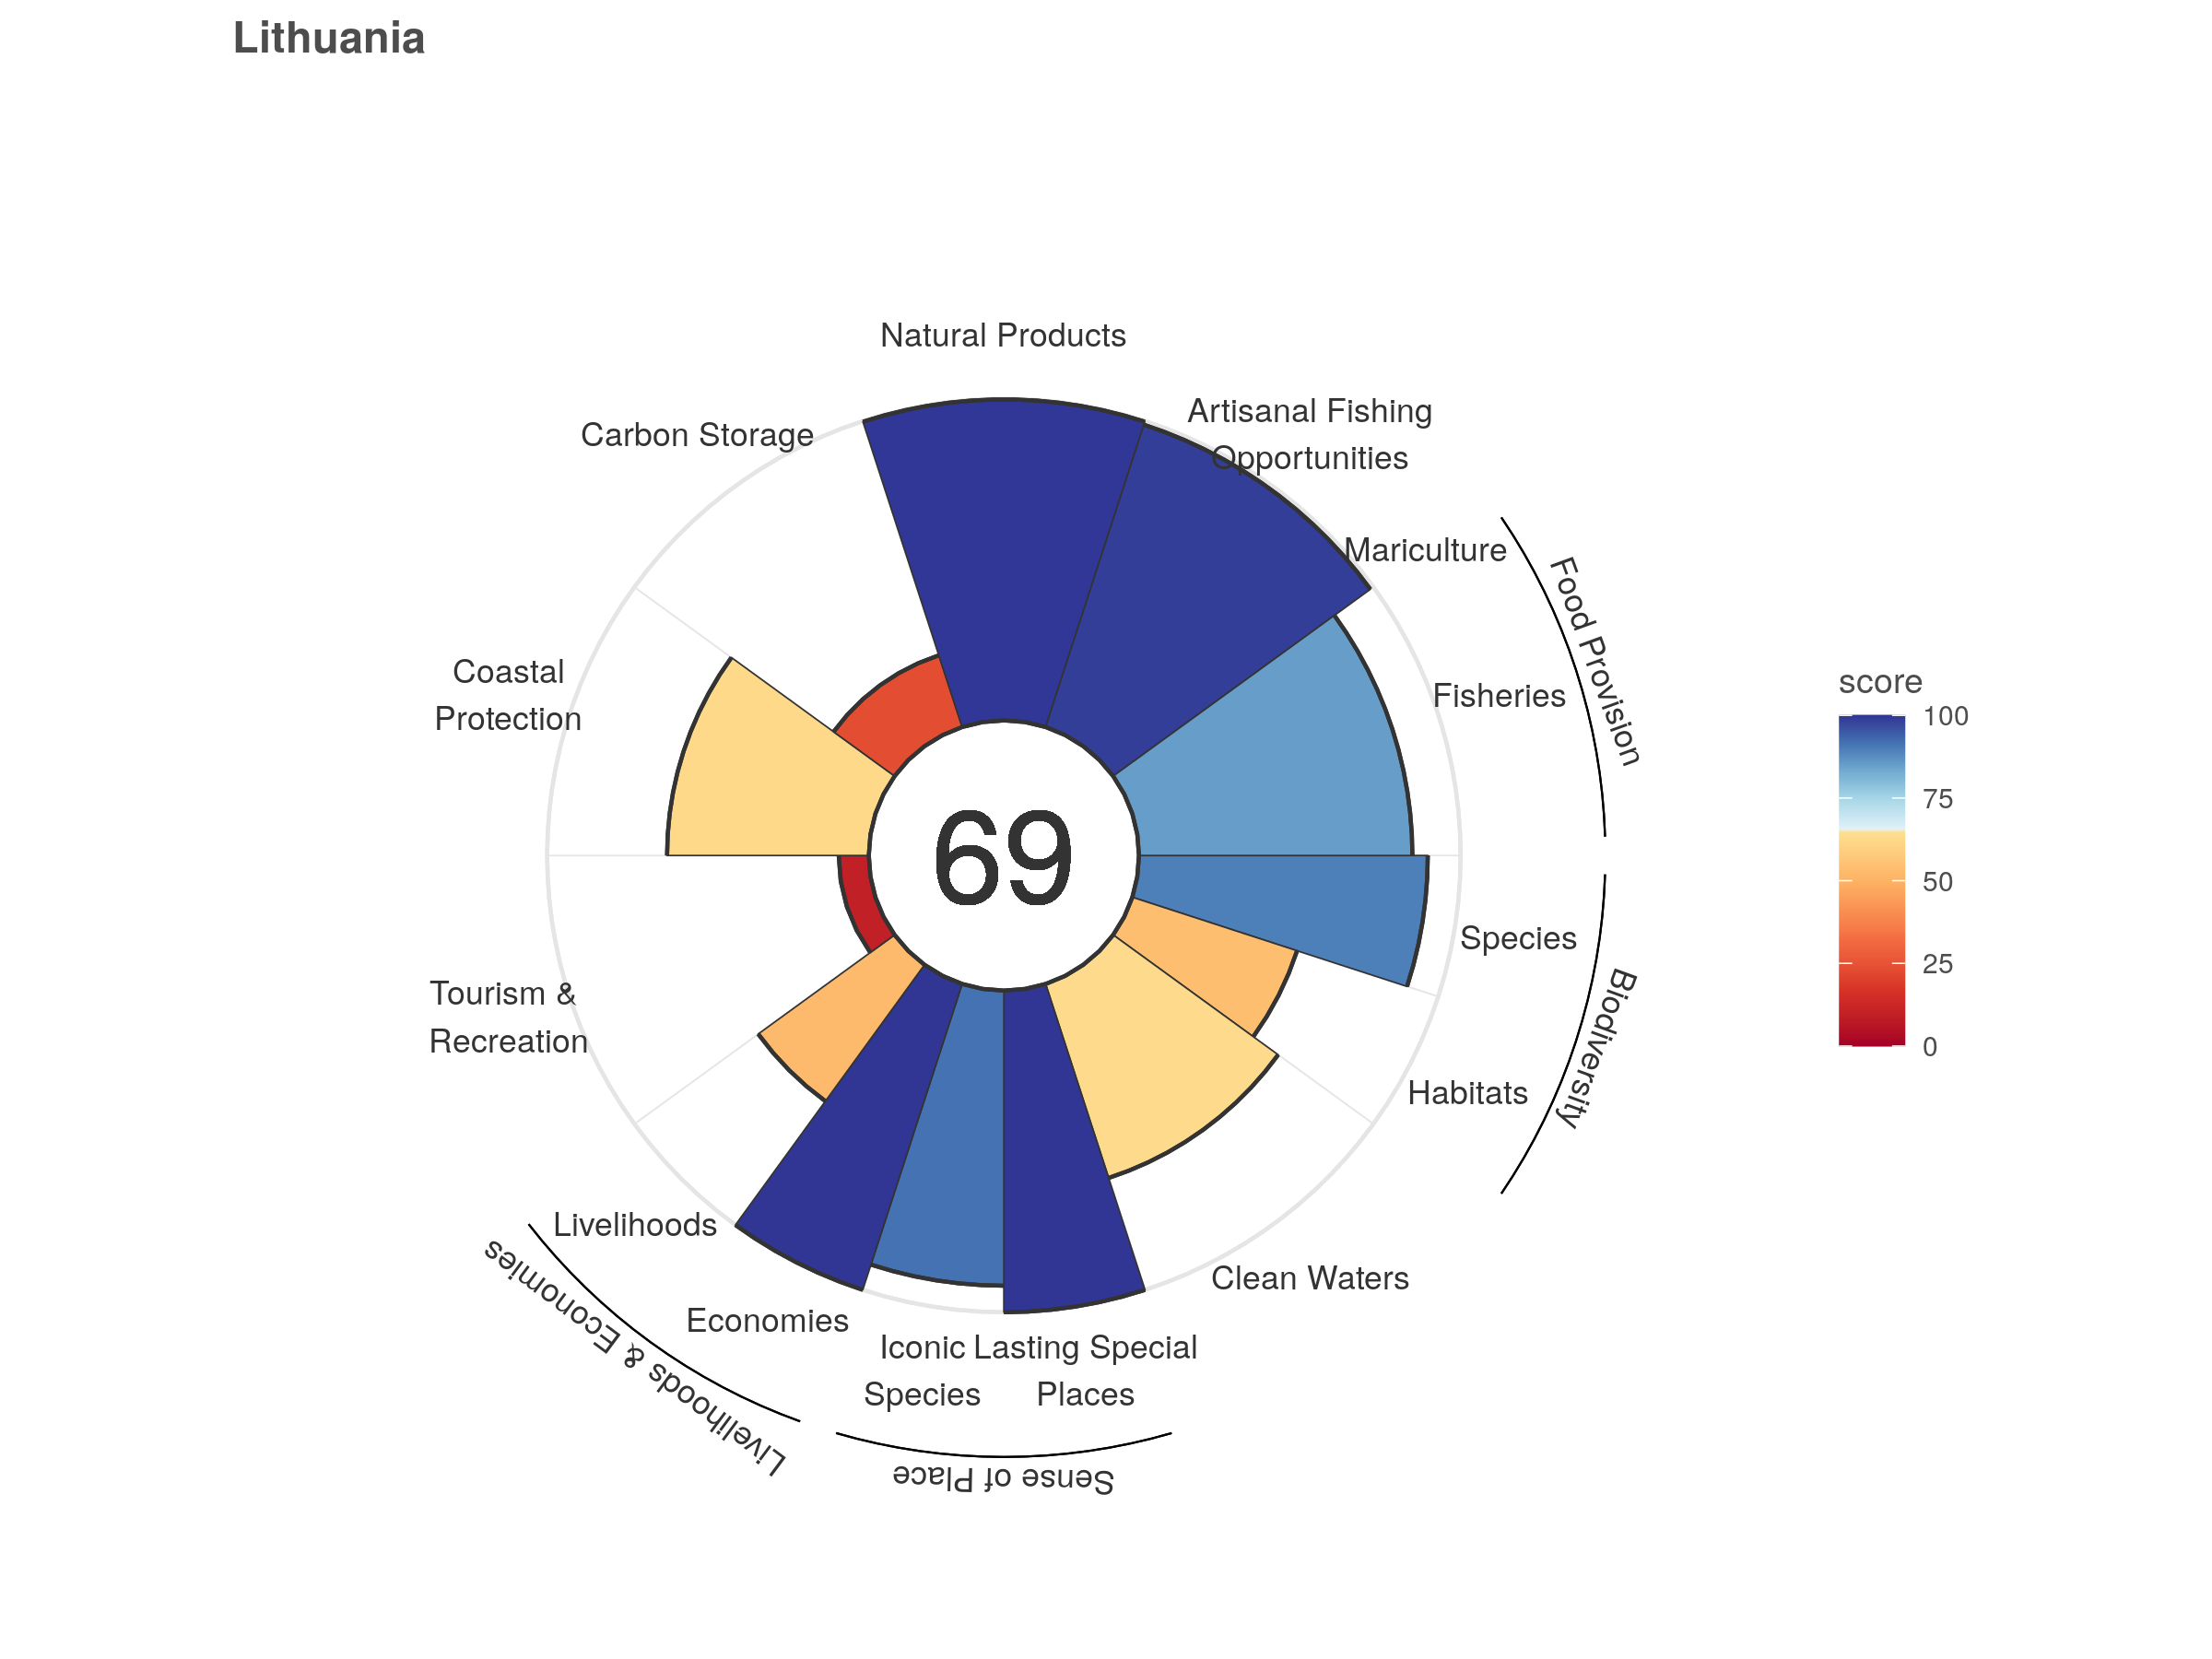 Lithuania
Natural Products
Artisanal Fishing
Opportunities
Carbon Storage
Mariculture
Food Provision
Fisheries
Coastal
Protection
score
100
75
50
25
0
69
Species
Biodiversity
Tourism &
Recreation
Habitats
Livelihoods
Clean Waters
Economies
Livelihoods & Economies
Iconic
Species
Lasting Special
Places
Sense of Place